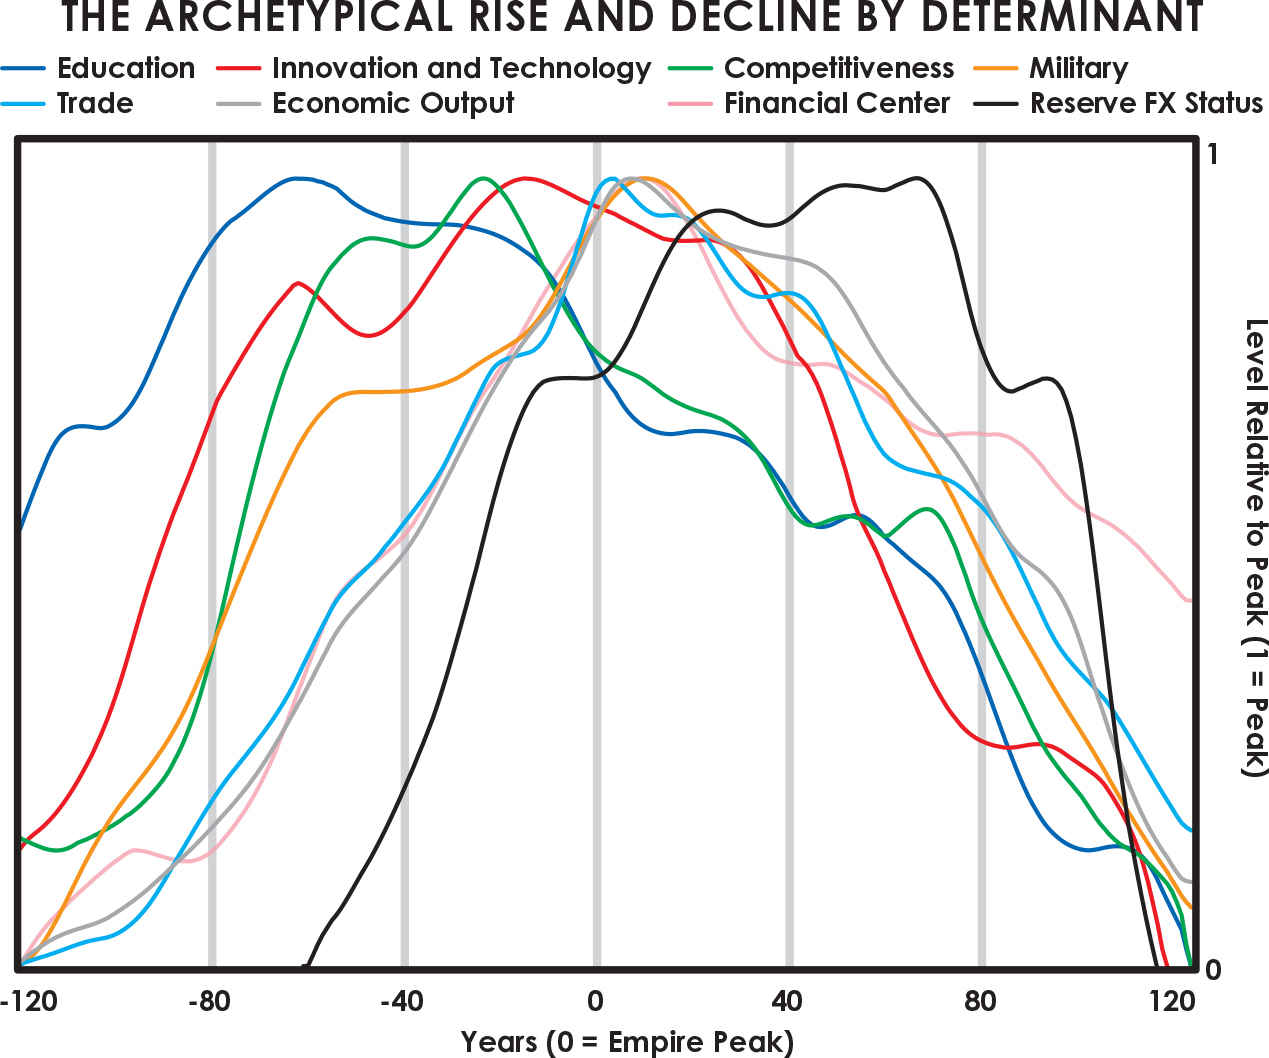 THE ARCHETYPICAL RISE AND DECLINE BY DETERMINANT
Education Innovation and Technology Competitiveness Military
Trade Economic Output Financial Center Reserve FX Status
1
Level Relative to Peak (1 = Peak)
0
-120 -80 -40 0 40 80 120
Years (0 = Empire Peak)